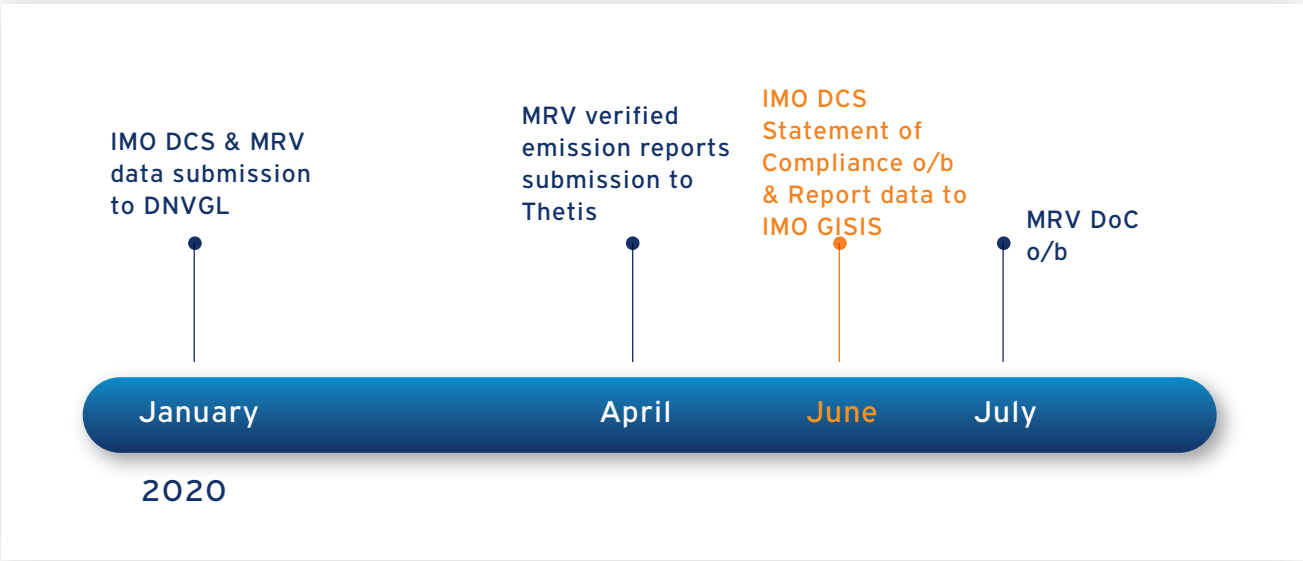 IMO DCS & MRV
data submission
to DNVGL
MRV verified
emission reports
submission to
Thetis
IMO DCS
Statement of
Compliance o/b
& Report data to
IMO GISIS
MRV DoC
o/b
January
April
June
July
2020